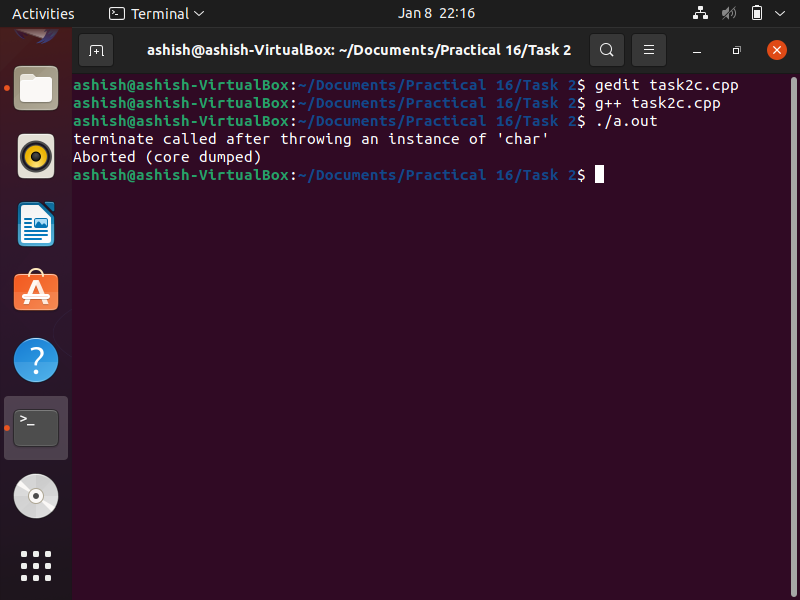 Activities Terminal Jan 8 22:16
ashish@ashish-VirtualBox: ~/Documents/Practical 16/Task 2
ashish@ashish-VirtualBox:~/Documents/Practical 16/Task 2$ gedit task2c.cpp
ashish@ashish-VirtualBox:~/Documents/Practical 16/Task 2$ g++ task2c.cpp
ashish@ashish-VirtualBox:~/Documents/Practical 16/Task 2$ ./a.out
terminate called after throwing an instance of 'char'
Aborted (core dumped)
ashish@ashish-VirtualBox:~/Documents/Practical 16/Task 2$